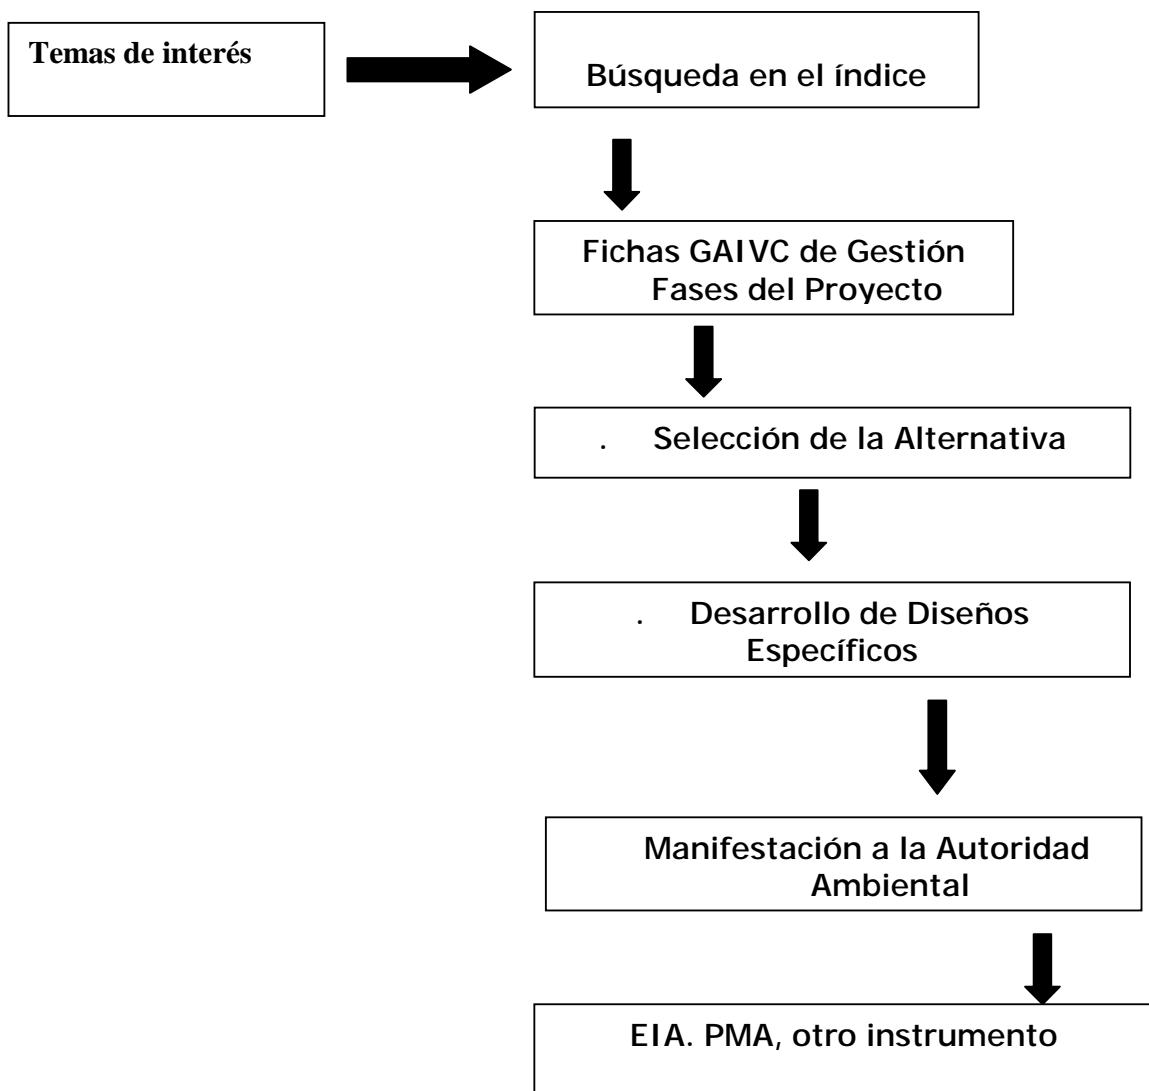 Temas de interés
Búsqueda en el índice
Fichas GAIVC de Gestión
Fases del Proyecto
. Selección de la Alternativa
. Desarrollo de Diseños
Específicos
Manifestación a la Autoridad
Ambiental
EIA. PMA, otro instrumento